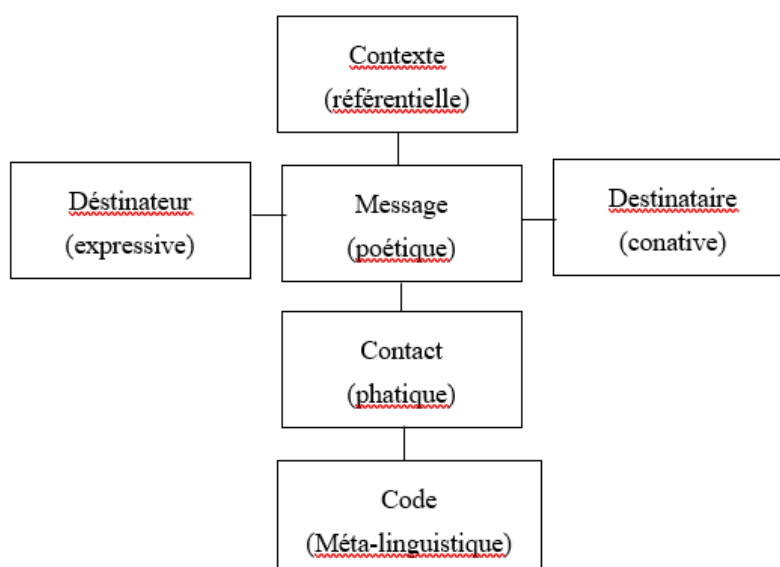 Contexte
(référentielle)
Déstinateur
(expressive)
Message
(poétique)
Destinataire
(conative)
Contact
(phatique)
Code
(Méta-linguistique)